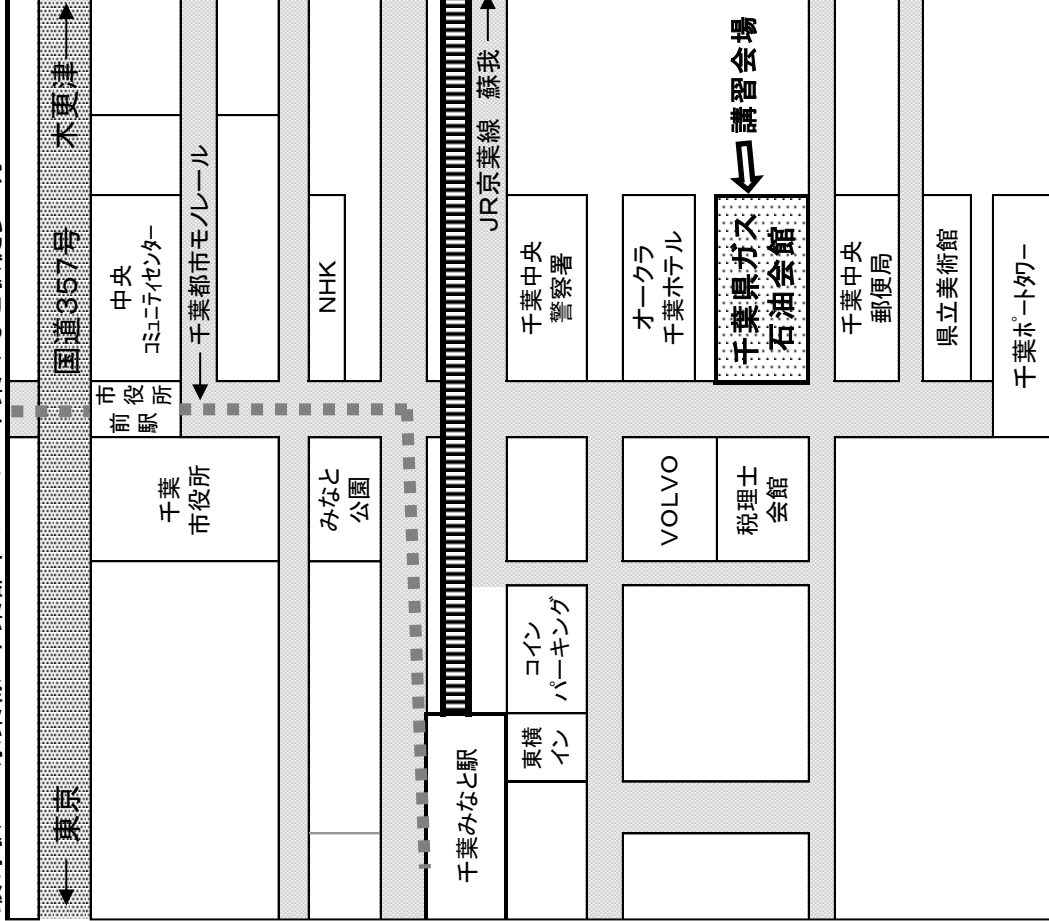 ← 東京
国道357号
木更津 →
中央
コミュニティセンター
← 千葉都市モノレール
市役所
前駅
千葉
市役所
NHK
みなと
公園
JR京葉線 蘇我 →
千葉みなと駅
千葉中央
警察署
コイン
パーキング
東横
イン
オークラ
千葉ホテル
VOLVO
千葉県ガス
石油会館
講習会場
税理士
会館
千葉中央
郵便局
県立美術館
千葉ポートタワー